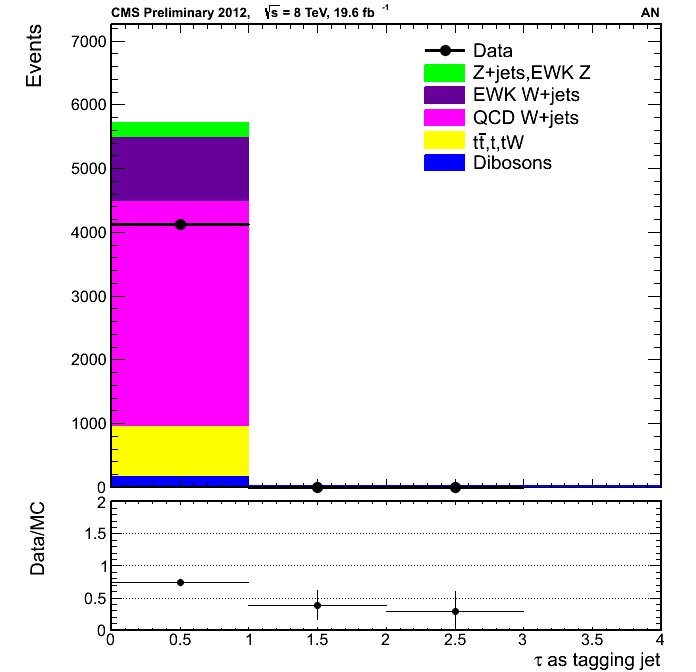 CMS Preliminary 2012, √s = 8 TeV, 19.6 fb -1 AN
Events
7000
6000
5000
4000
3000
2000
1000
0
Data
Z+jets,EWK Z
EWK W+jets
QCD W+jets
tt̅,t,tW
Dibosons
Data/MC
2
1.5
1
0.5
0
0 0.5 1 1.5 2 2.5 3 3.5 4
τ as tagging jet